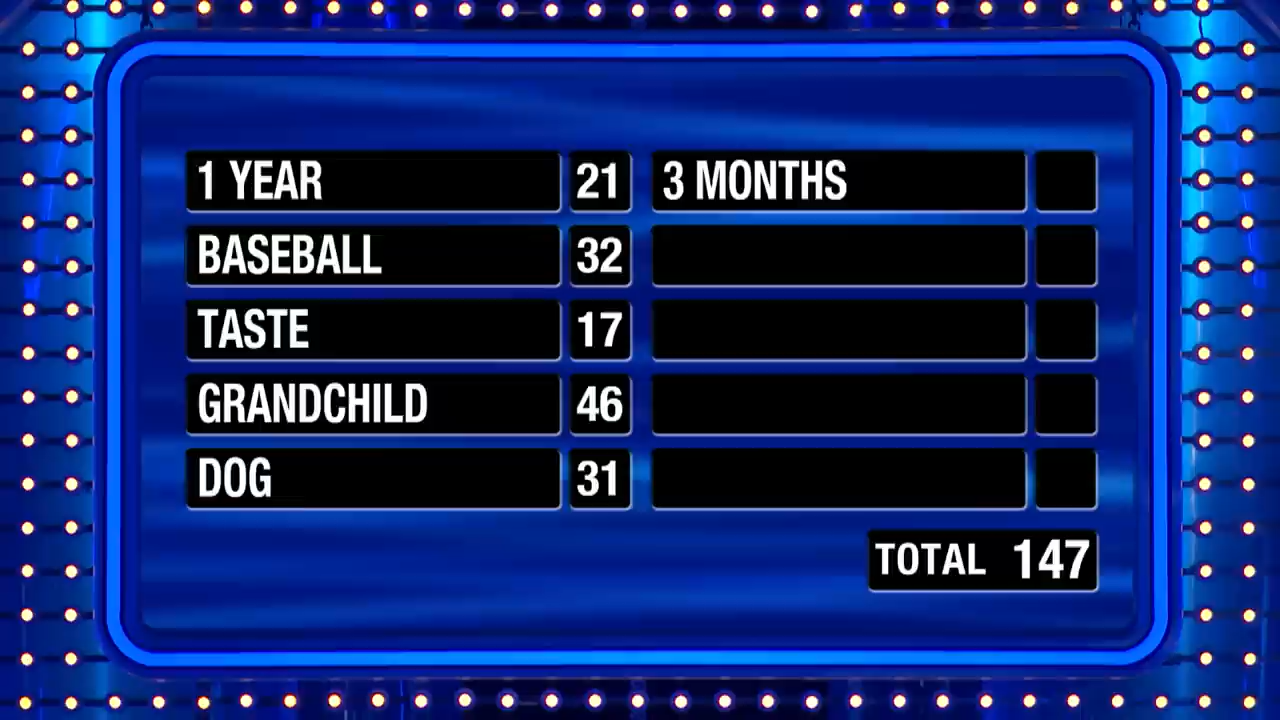 1 YEAR 21 3 MONTHS
BASEBALL 32
TASTE 17
GRANDCHILD 46
DOG 31
TOTAL 147